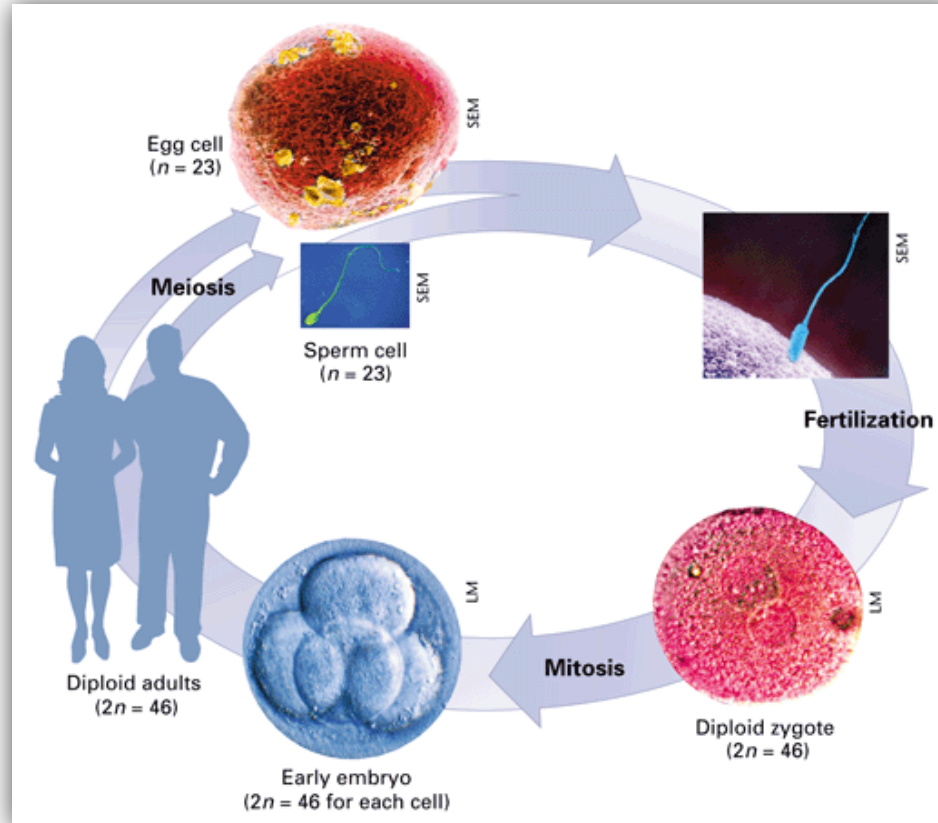 SEM
Egg cell
(n = 23)
SEM
Meiosis
SEM
Sperm cell
(n = 23)
Fertilization
LM
LM
Mitosis
Diploid adults
(2n = 46)
Diploid zygote
(2n = 46)
Early embryo
(2n = 46 for each cell)